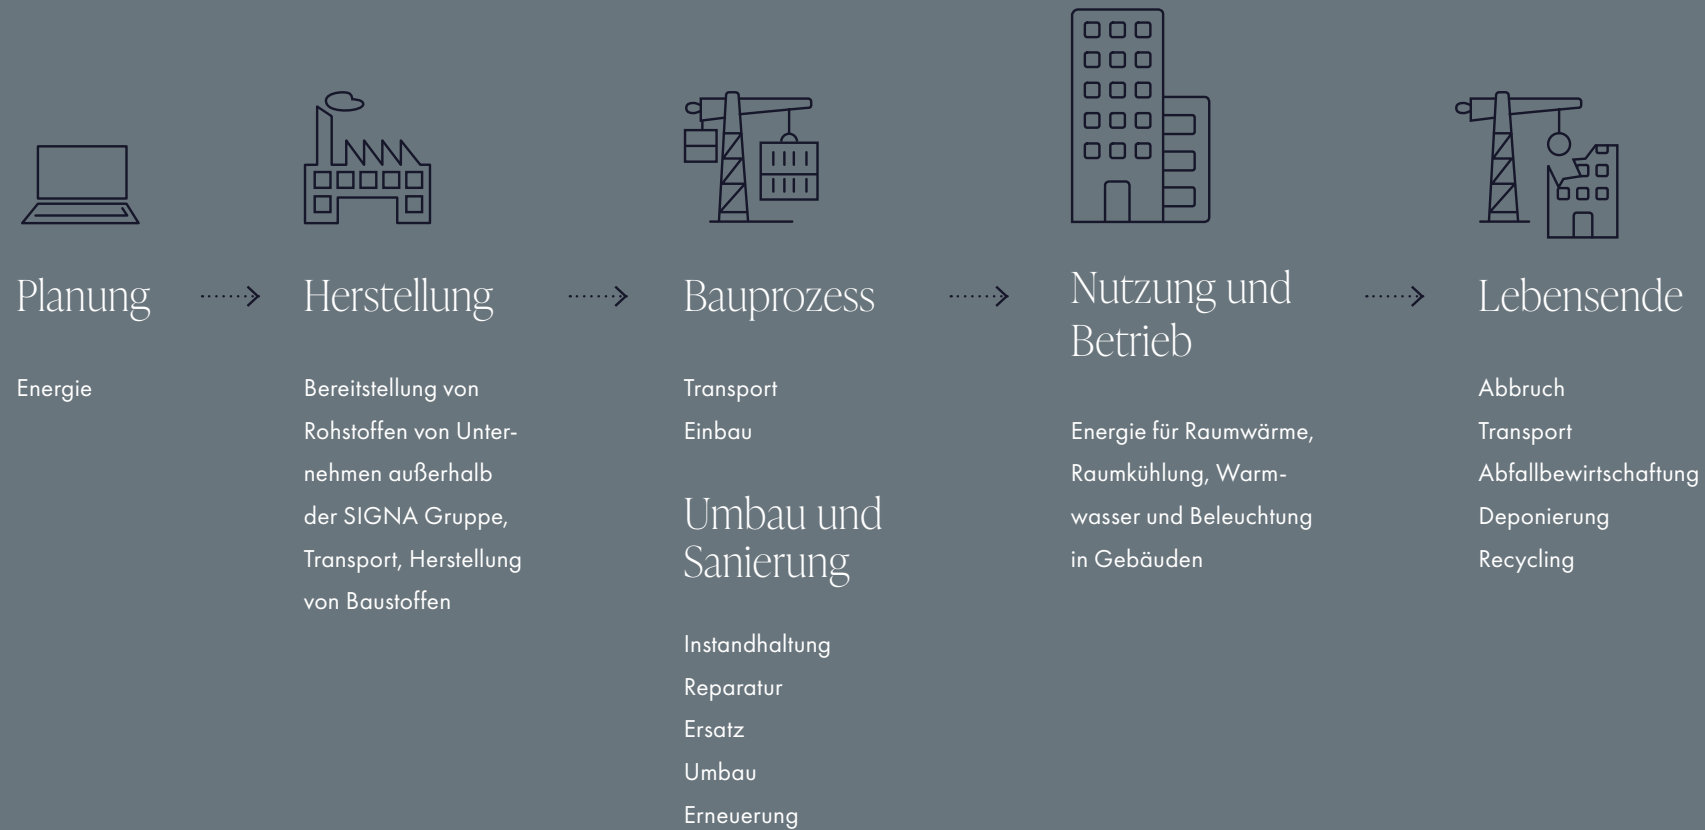 Planung
Energie
Herstellung
Bereitstellung von
Rohstoffen von Unter-
nehmen außerhalb
der SIGNA Gruppe,
Transport, Herstellung
von Baustoffen
Bauprozess
Transport
Einbau
Umbau und
Sanierung
Instandhaltung
Reparatur
Ersatz
Umbau
Erneuerung
Nutzung und
Betrieb
Energie für Raumwärme,
Raumkühlung, Warm-
wasser und Beleuchtung
in Gebäuden
Lebensende
Abbruch
Transport
Abfallbewirtschaftung
Deponierung
Recycling